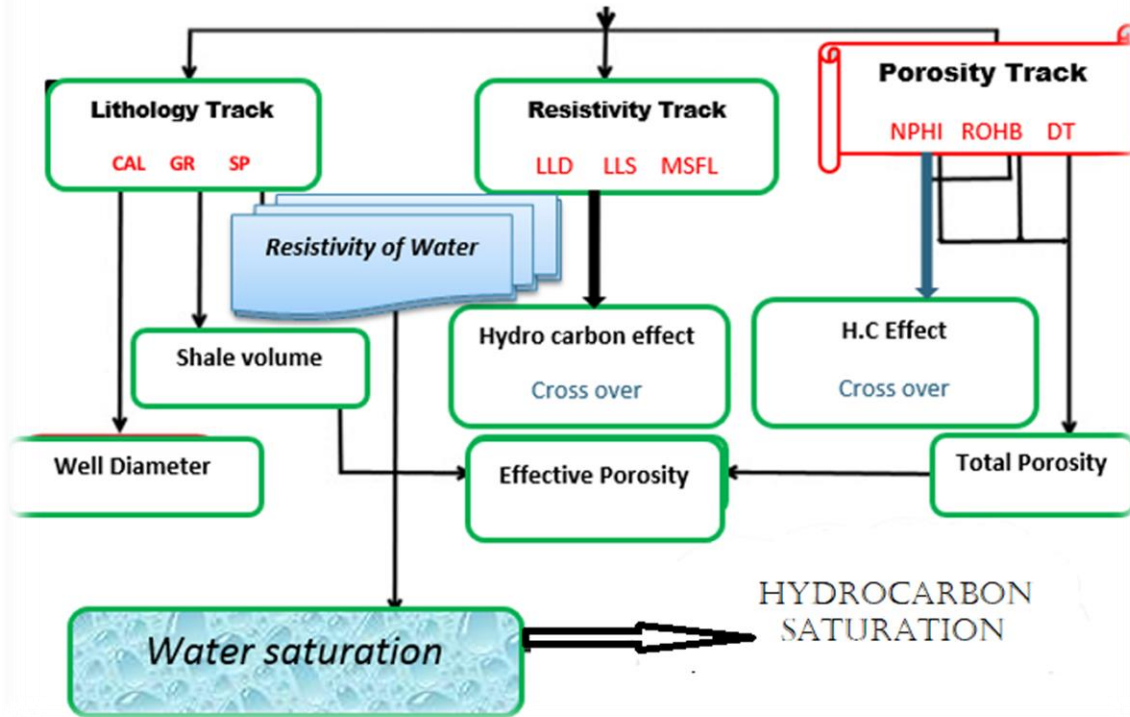 Lithology Track
CAL GR SP
Resistivity Track
LLD LLS MSFL
Porosity Track
NPHI ROHB DT
Resistivity of Water
Shale volume
Hydro carbon effect
Cross over
H.C Effect
Cross over
Well Diameter
Effective Porosity
Total Porosity
Water saturation
HYDROCARBON
SATURATION